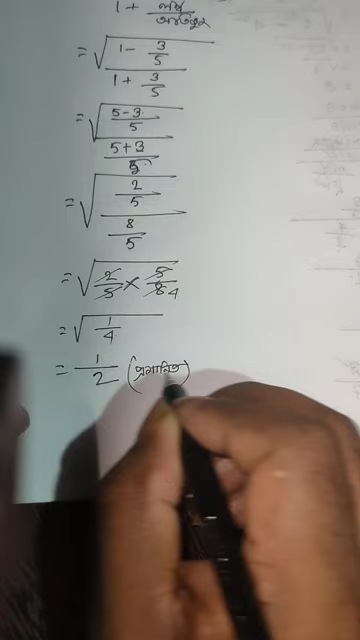 1 + লম্ব/অতিভুজ
= √(1 - 3/5 / 1 + 3/5)
= √(5-3/5 / 5+3/5)
= √(2/5 / 8/5)
= √(2/5 × 5/8 4)
= √1/4
= 1/2 (প্রমানিত)